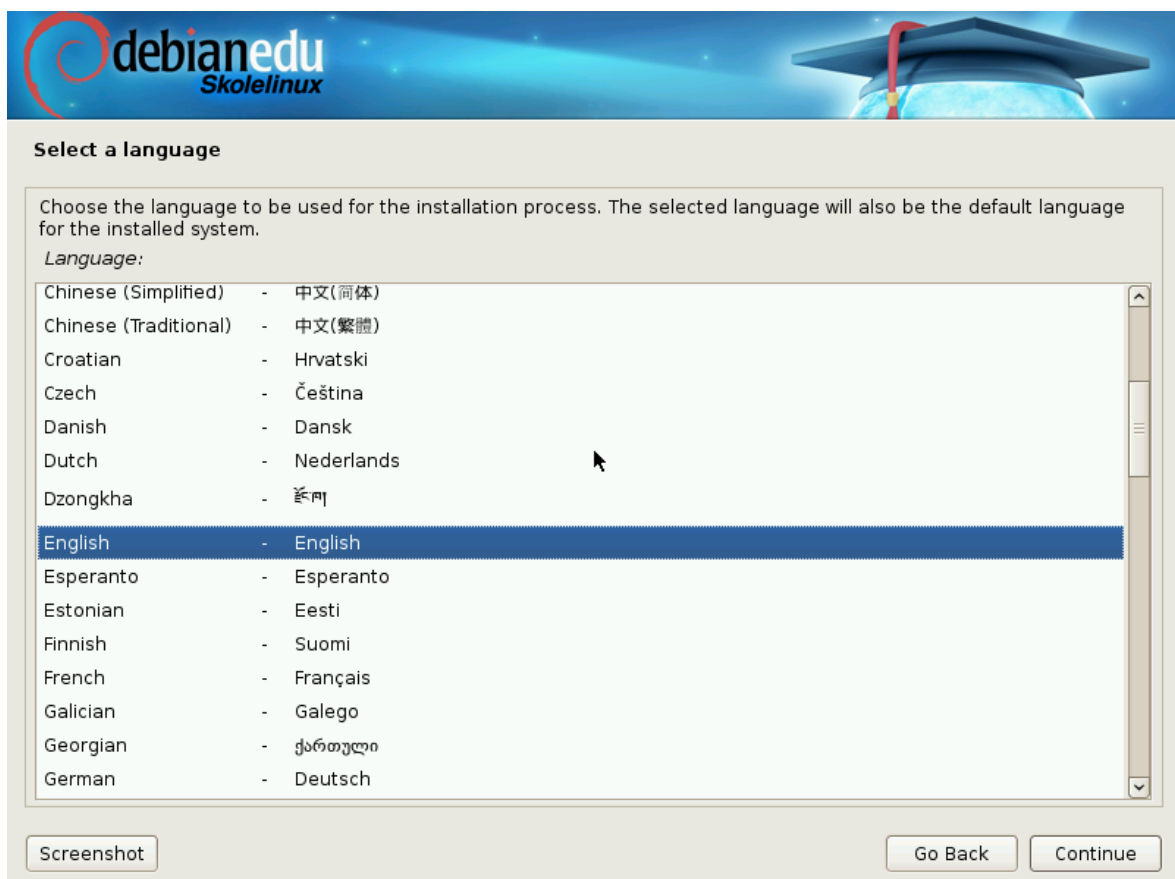 debianedu
Skolelinux
Select a language
Choose the language to be used for the installation process. The selected language will also be the default language
for the installed system.
Language:
Chinese (Simplified) - 中文(简体)
Chinese (Traditional) - 中文(繁體)
Croatian - Hrvatski
Czech - Čeština
Danish - Dansk
Dutch - Nederlands
Dzongkha - རྫོང་ཁ།
English - English
Esperanto - Esperanto
Estonian - Eesti
Finnish - Suomi
French - Français
Galician - Galego
Georgian - ქართული
German - Deutsch
Screenshot Go Back Continue